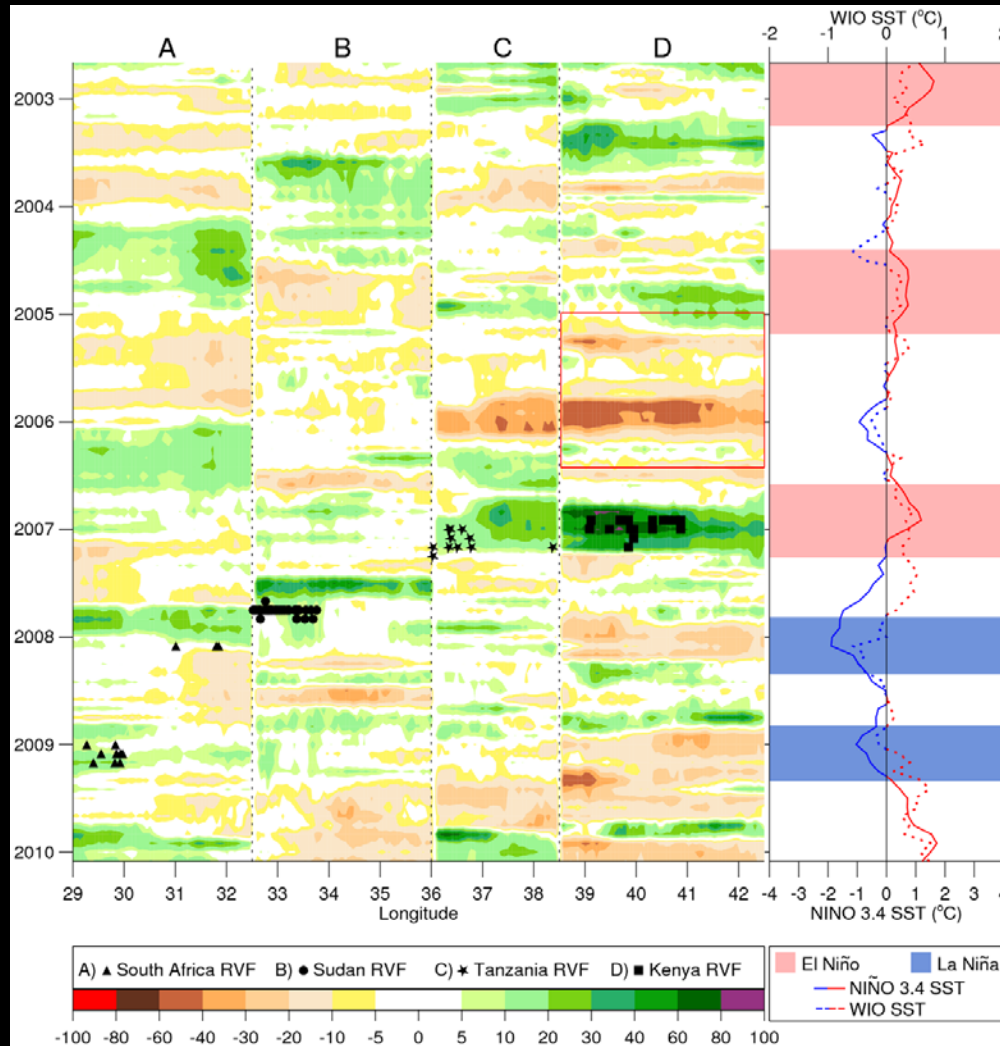 WIO SST (°C)
-2 -1 0 1 2
A B C D
2003
2004
2005
2006
2007
2008
2009
2010
29 30 31 32 33 34 35 36 37 38 39 40 41 42
Longitude
-4 -3 -2 -1 0 1 2 3 4
NINO 3.4 SST (°C)
A) South Africa RVF B) Sudan RVF C) Tanzania RVF D) Kenya RVF
-100 -80 -60 -40 -30 -20 -10 -5 0 5 10 20 30 40 60 80 100
El Niño La Niña
NIÑO 3.4 SST
WIO SST